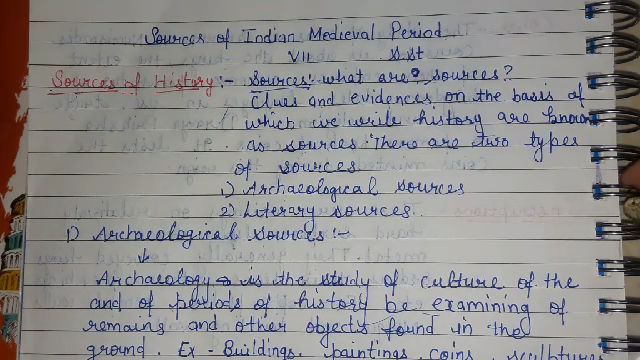 Sources of Indian Medieval Period
VII S.St
Sources of History :- Sources: what are sources?
Clues and evidences on the basis of
which we write history are known
as sources. There are two types
of sources
1) Archaeological sources
2) Literary sources.
1) Archaeological sources :-
Archaeology → is the study of culture of the
and of periods of history be examining of
remains and other objects found in the
ground. Ex - Buildings, paintings, coins, sculptures